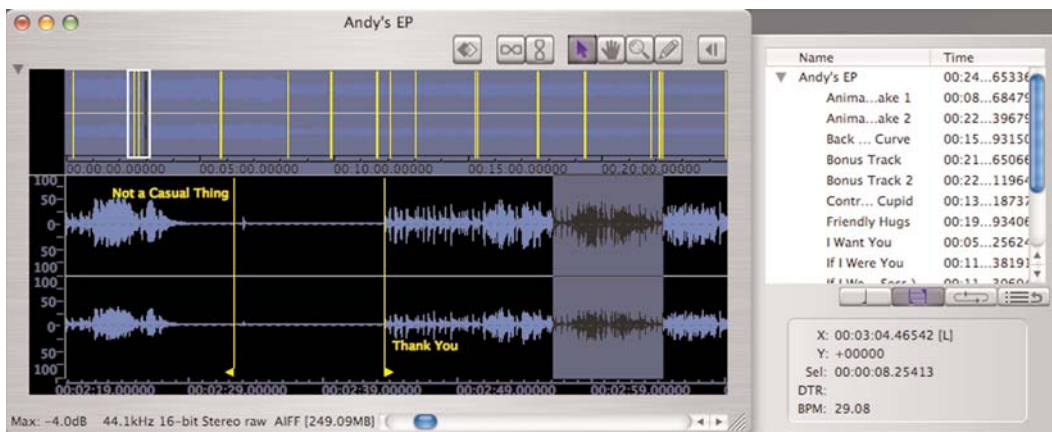 Andy's EP
00:00:00.00000 00:05:00.00000 00:10:00.00000 00:15:00.00000 00:20:00.00000
100
50
0
50
100
Not a Casual Thing
100
50
0
50
100
Thank You
00:02:19.00000 00:02:29.00000 00:02:39.00000 00:02:49.00000 00:02:59.00000
Max: -4.0dB 44.1kHz 16-bit Stereo raw AIFF [249.09MB]
Name Time
Andy's EP 00:24...65336
Anima...ake 1 00:08...68479
Anima...ake 2 00:22...39679
Back ... Curve 00:15...93150
Bonus Track 00:21...65066
Bonus Track 2 00:22...11964
Contr... Cupid 00:13...18737
Friendly Hugs 00:19...93406
I Want You 00:05...25624
If I Were You 00:11...38191
X: 00:03:04.46542 [L]
Y: +00000
Sel: 00:00:08.25413
DTR:
BPM: 29.08